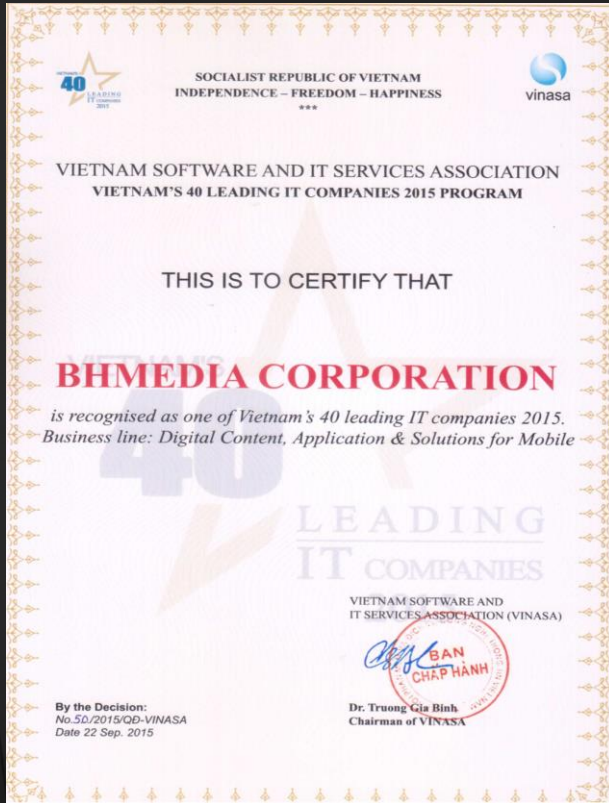 VIETNAM'S
40
LEADING
IT COMPANIES
2015
SOCIALIST REPUBLIC OF VIETNAM
INDEPENDENCE – FREEDOM – HAPPINESS
***
vinasa
VIETNAM SOFTWARE AND IT SERVICES ASSOCIATION
VIETNAM'S 40 LEADING IT COMPANIES 2015 PROGRAM
THIS IS TO CERTIFY THAT
VIETNAM'S
BHMEDIA CORPORATION
is recognised as one of Vietnam's 40 leading IT companies 2015.
Business line: Digital Content, Application & Solutions for Mobile
40
LEADING
IT COMPANIES
2015
VIETNAM SOFTWARE AND
IT SERVICES ASSOCIATION (VINASA)
BAN
CHẤP HÀNH
By the Decision:
No.50./2015/QĐ-VINASA
Date 22 Sep. 2015
Dr. Truong Gia Binh
Chairman of VINASA